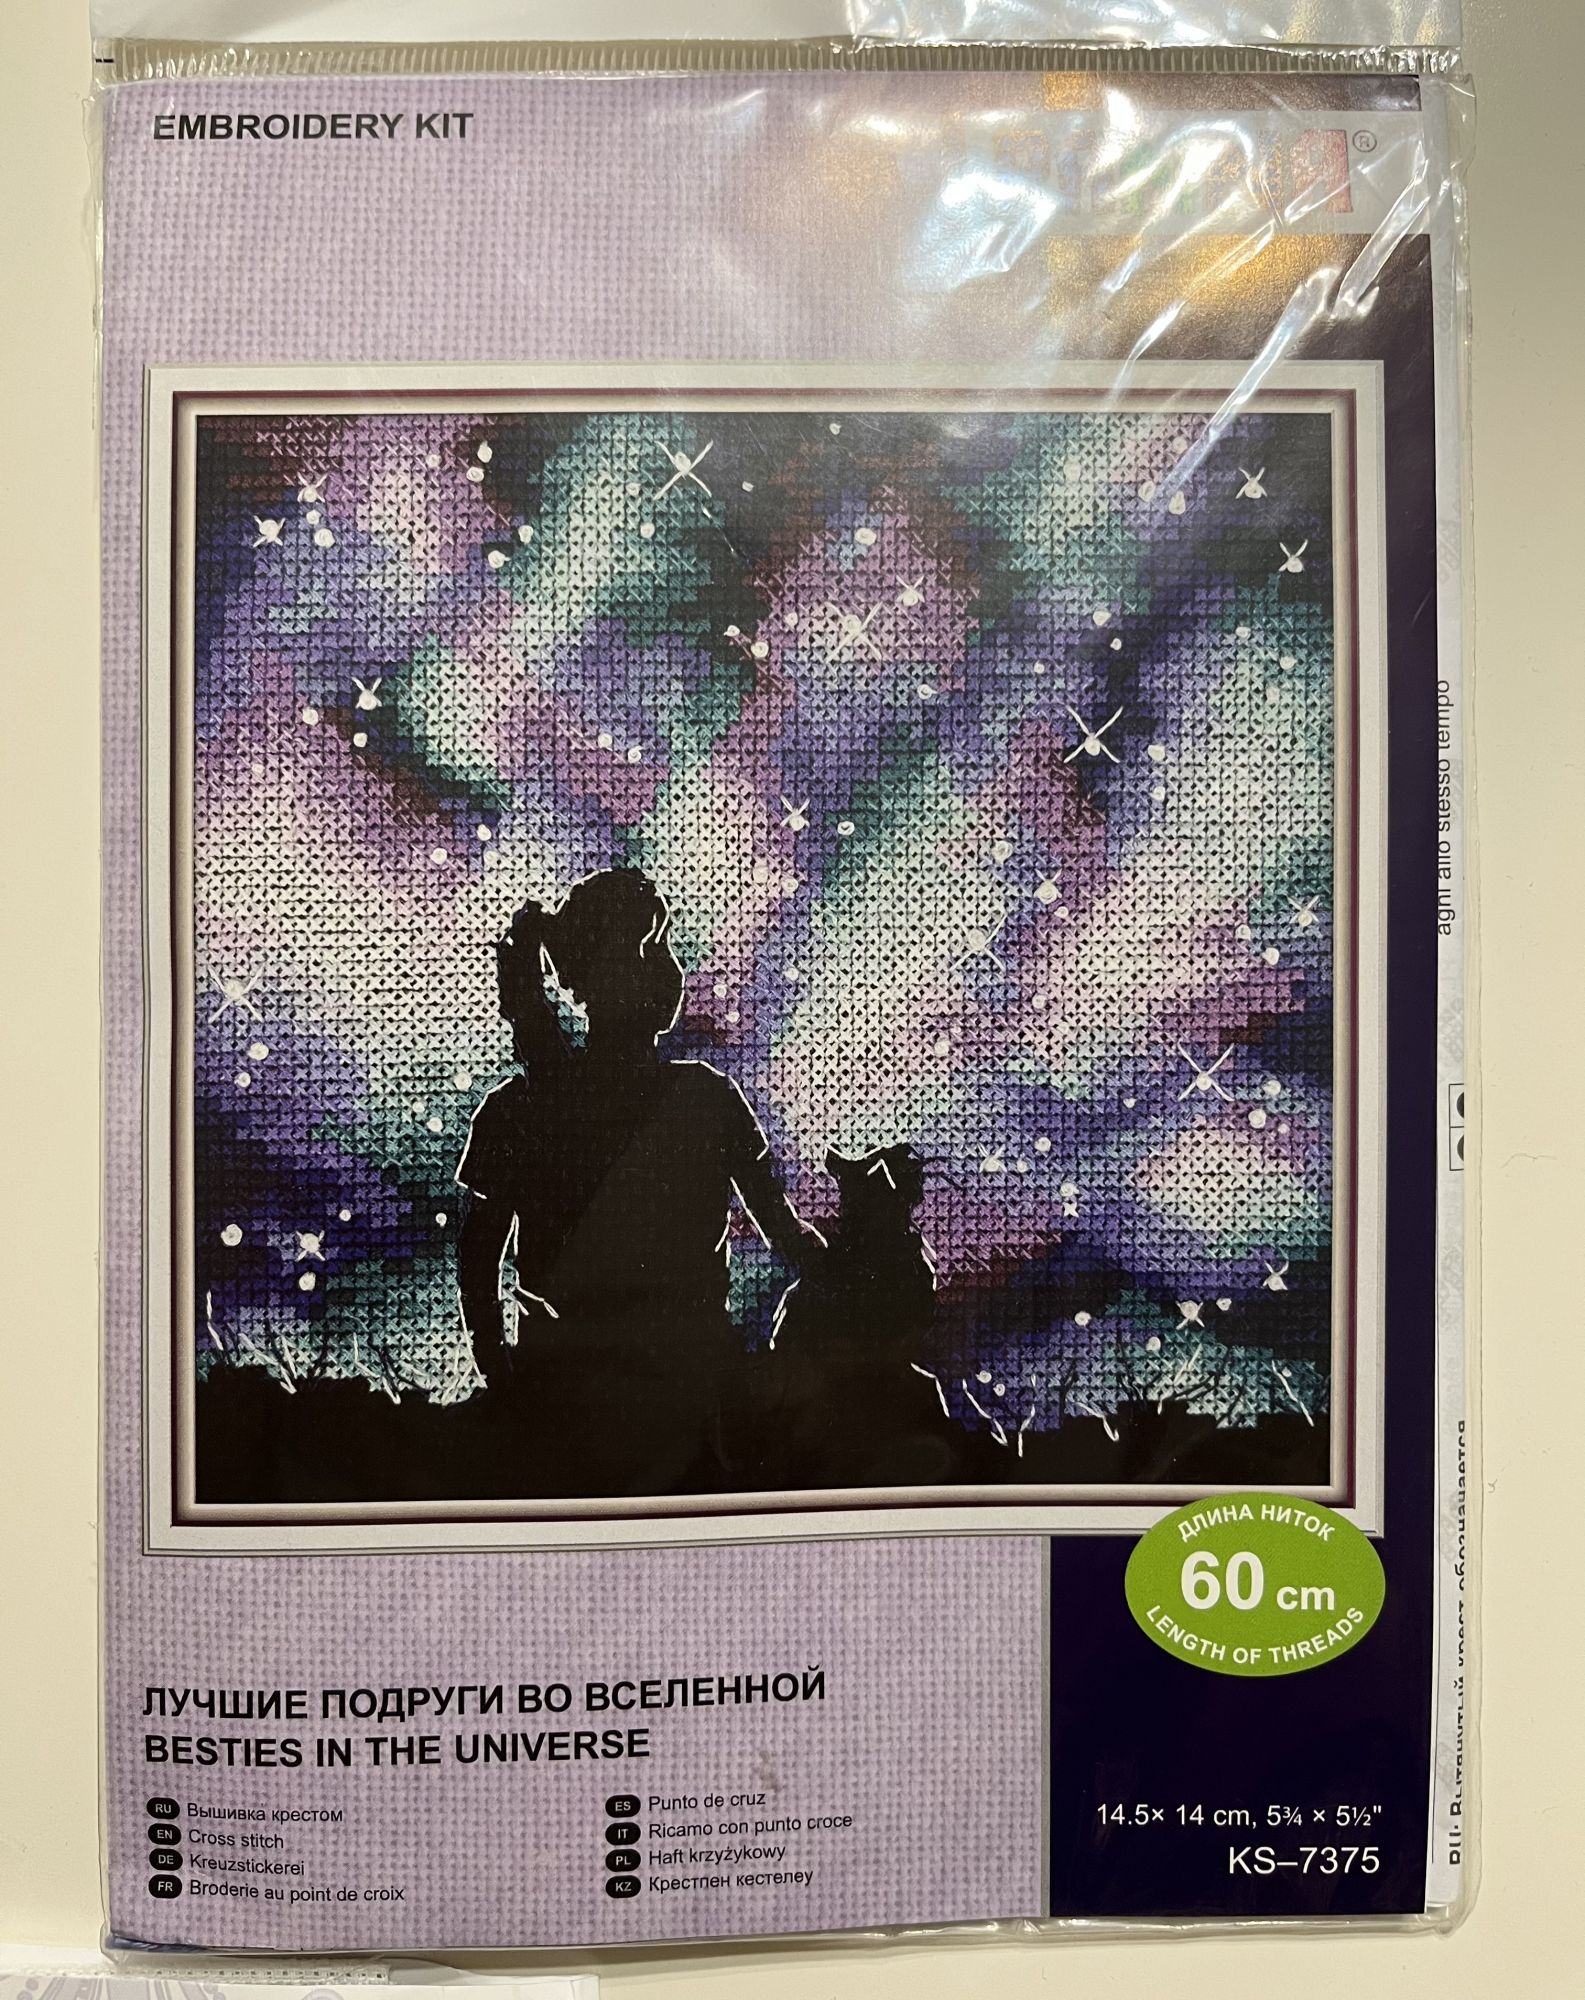 EMBROIDERY KIT
®
agni allo stesso tempo
ДЛИНА НИТОК
60 cm
LENGTH OF THREADS
ЛУЧШИЕ ПОДРУГИ ВО ВСЕЛЕННОЙ
BESTIES IN THE UNIVERSE
RU Вышивка крестом
EN Cross stitch
DE Kreuzstickerei
FR Broderie au point de croix
ES Punto de cruz
IT Ricamo con punto croce
PL Haft krzyżykowy
KZ Крестпен кестелеу
14.5× 14 cm, 5¾ × 5½"
KS–7375